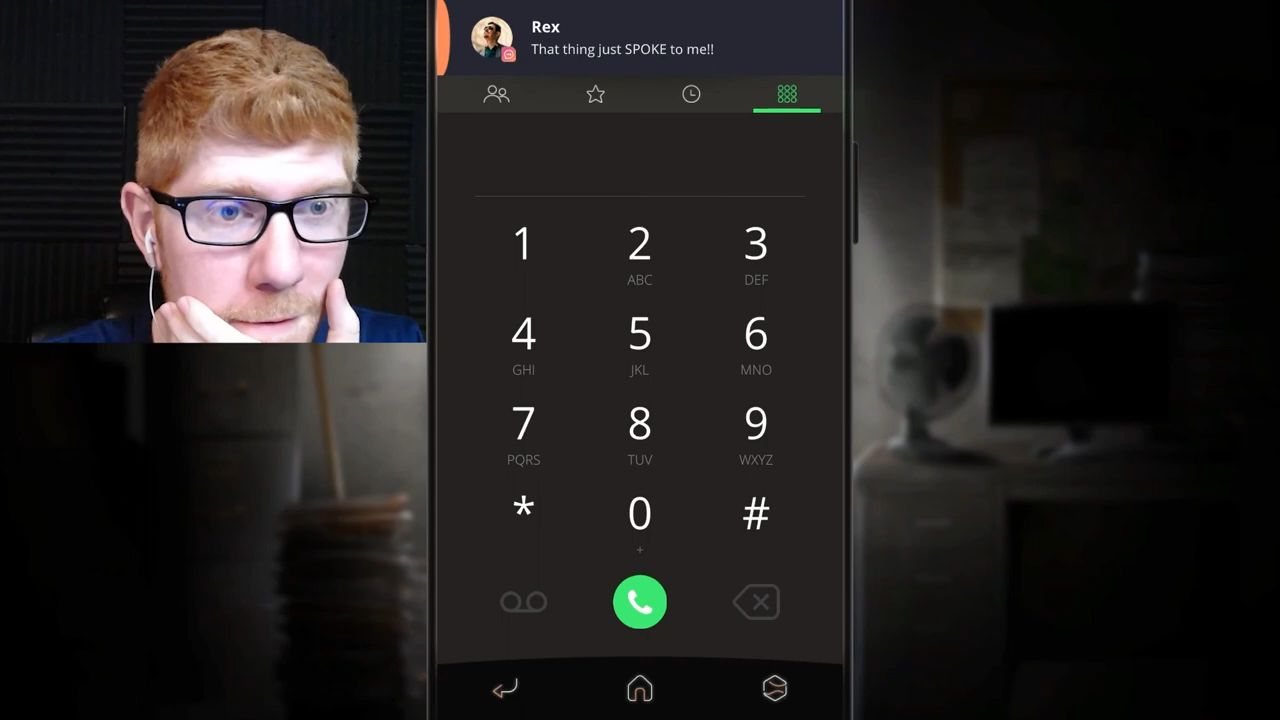 Rex
That thing just SPOKE to me!!
1 2 3
ABC DEF
4 5 6
GHI JKL MNO
7 8 9
PQRS TUV WXYZ
* 0 #
+